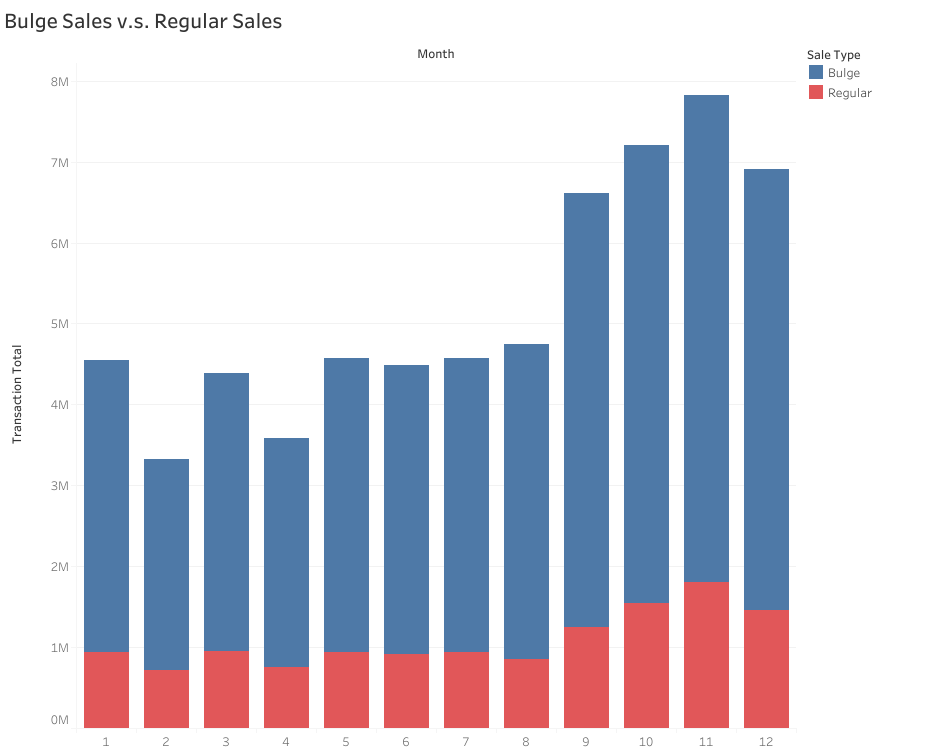 Bulge Sales v.s. Regular Sales
Month
Sale Type
Bulge
Regular
8M
7M
6M
5M
4M
3M
2M
1M
0M
Transaction Total
1 2 3 4 5 6 7 8 9 10 11 12